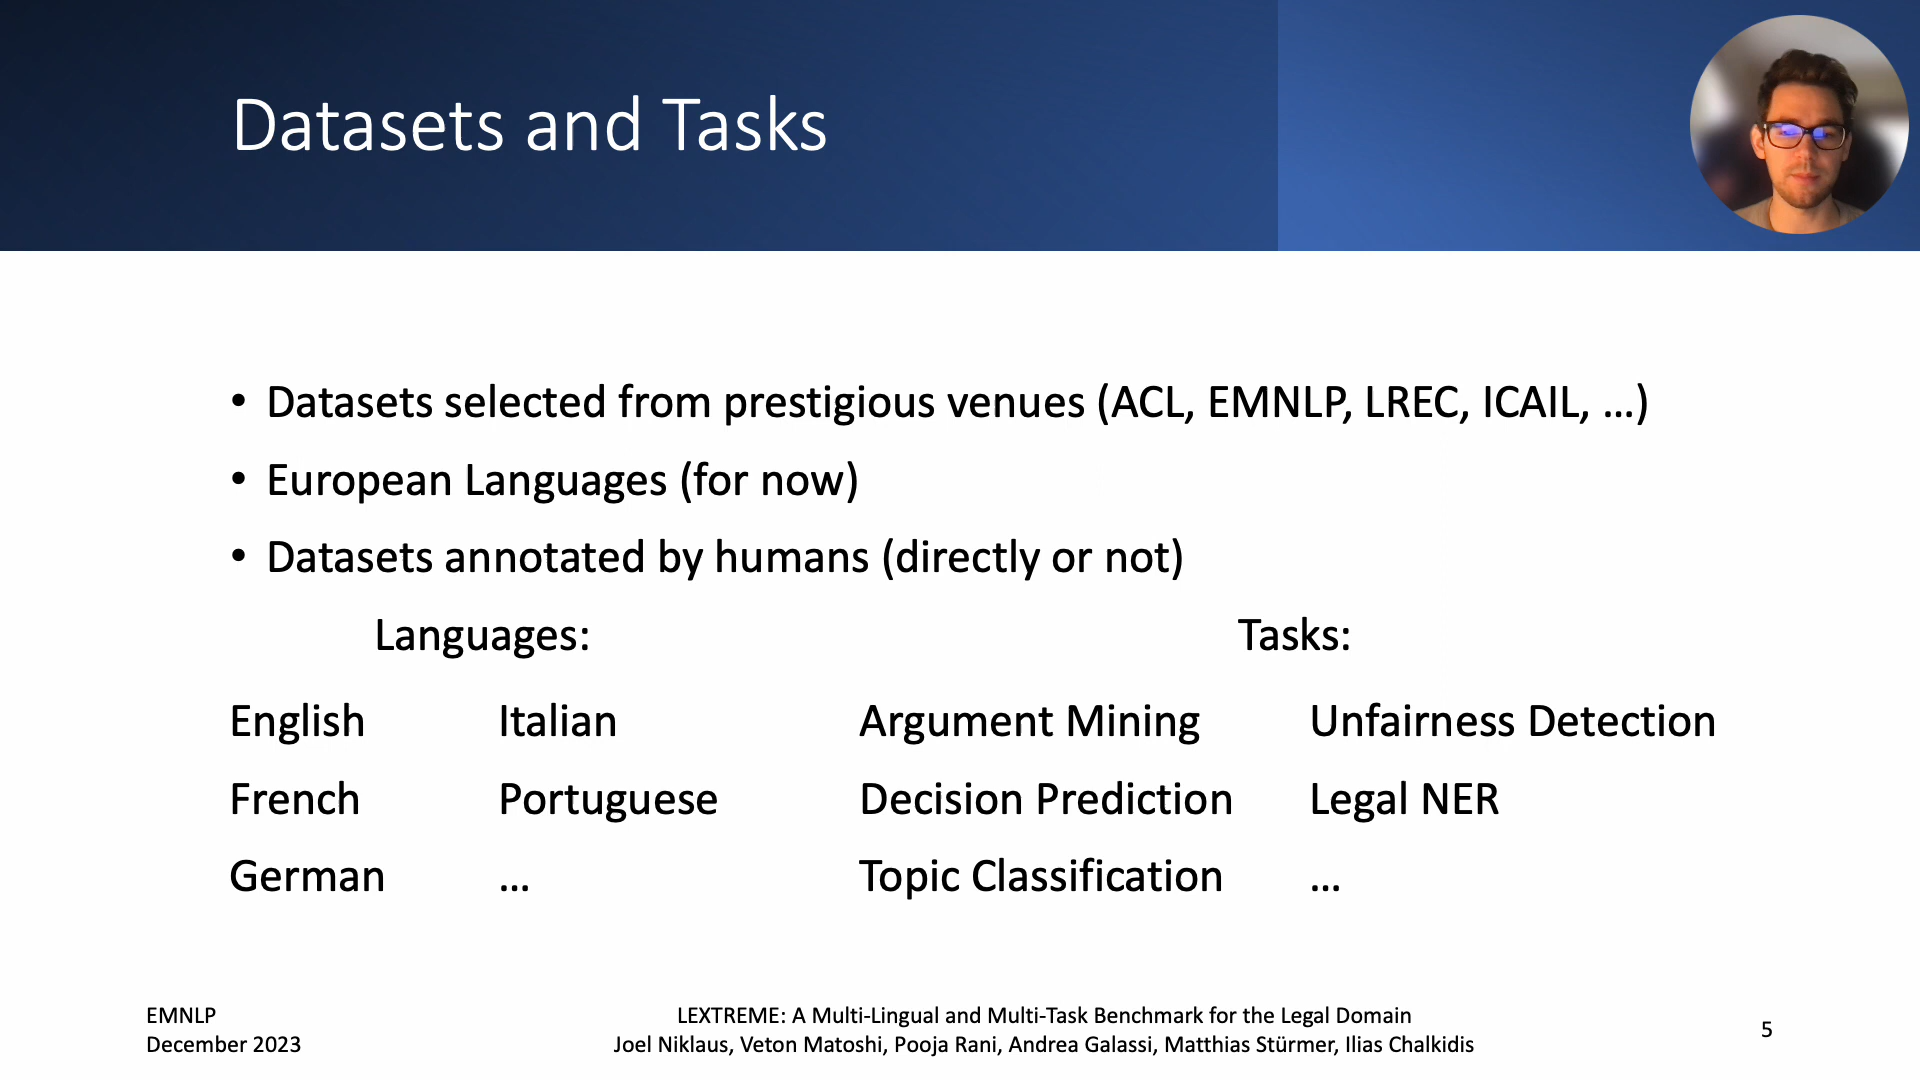 Datasets and Tasks
• Datasets selected from prestigious venues (ACL, EMNLP, LREC, ICAIL, …)
• European Languages (for now)
• Datasets annotated by humans (directly or not)
Languages: Tasks:
English Italian Argument Mining Unfairness Detection
French Portuguese Decision Prediction Legal NER
German … Topic Classification …
EMNLP LEXTREME: A Multi-Lingual and Multi-Task Benchmark for the Legal Domain
December 2023 Joel Niklaus, Veton Matoshi, Pooja Rani, Andrea Galassi, Matthias Stürmer, Ilias Chalkidis
5